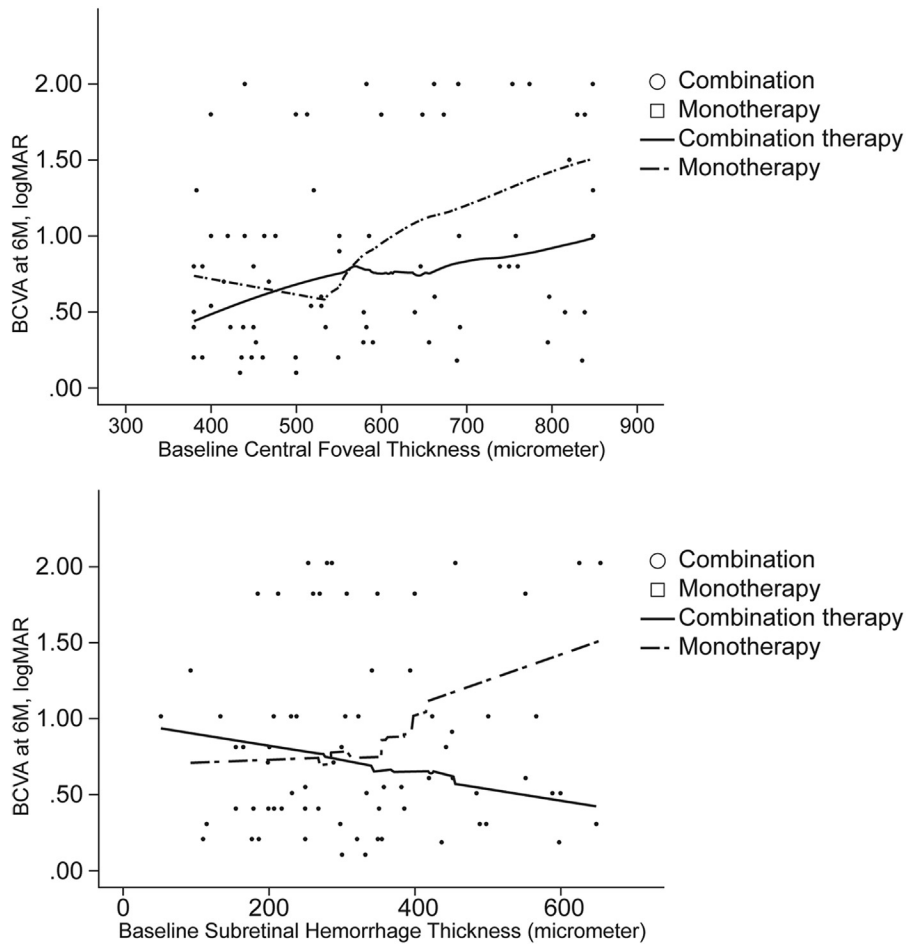 2.00
1.50
1.00
.50
.00
BCVA at 6M, logMAR
300 400 500 600 700 800 900
Baseline Central Foveal Thickness (micrometer)
Combination
Monotherapy
Combination therapy
Monotherapy
2.00
1.50
1.00
.50
.00
BCVA at 6M, logMAR
0 200 400 600
Baseline Subretinal Hemorrhage Thickness (micrometer)
Combination
Monotherapy
Combination therapy
Monotherapy